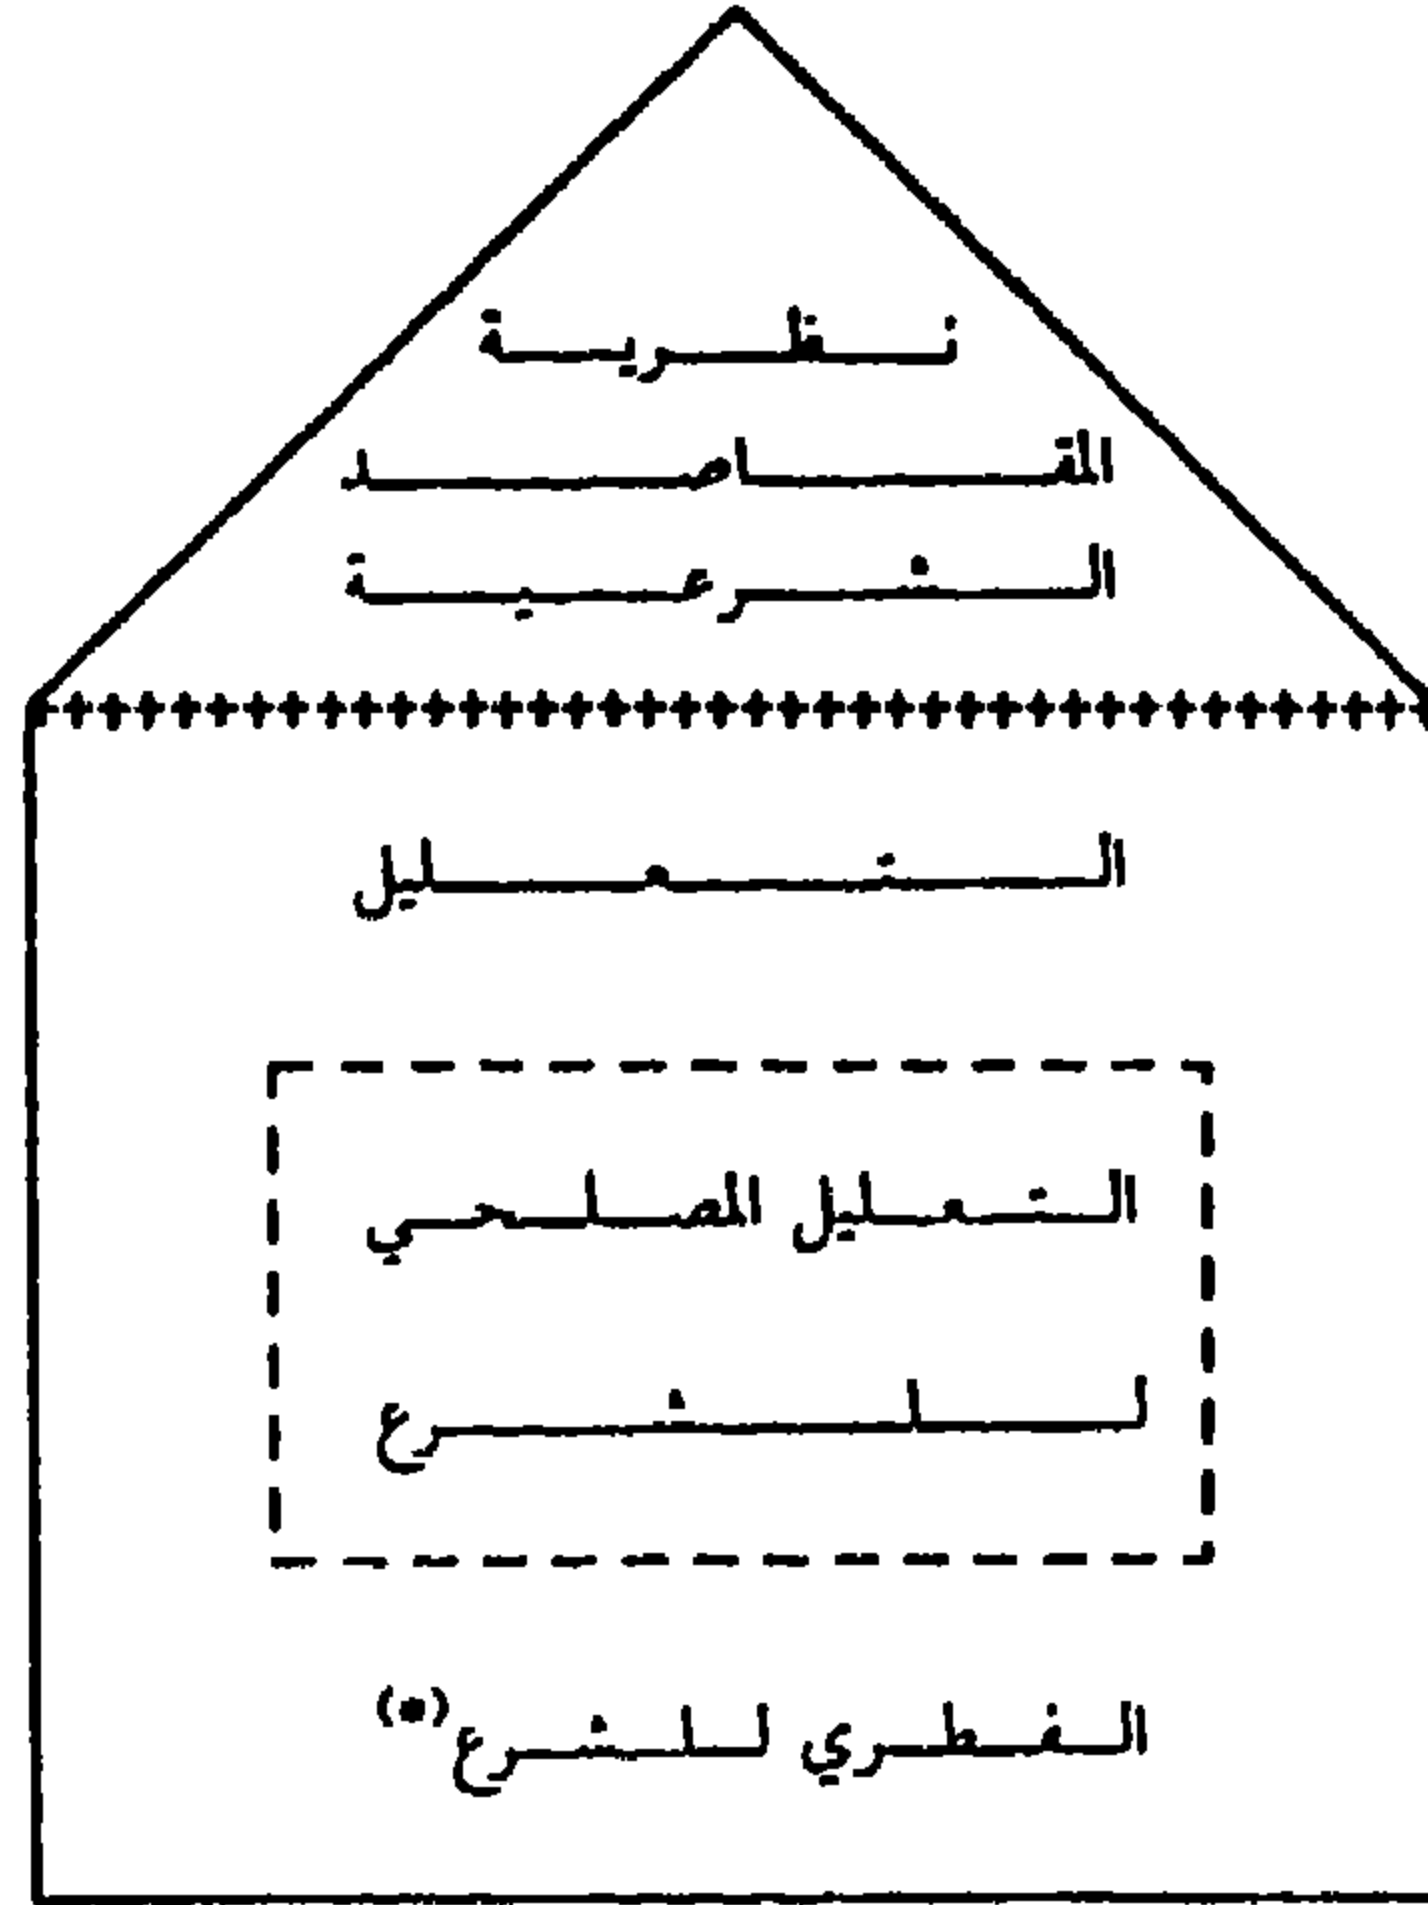 نظرية
المقاصد
الشرعية
التعليل
التعليل المصلحي
للشرع
الفطري للشرع(*)